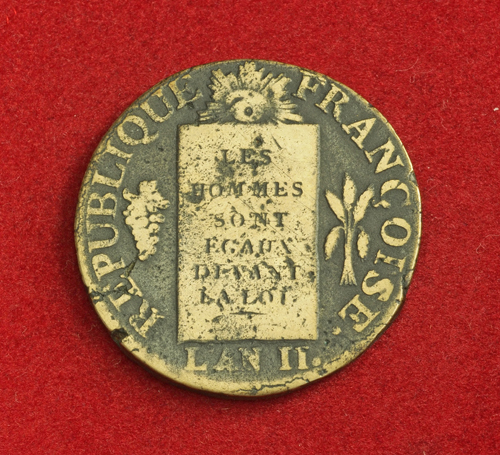 REPUBLIQUE FRANÇOISE.
LES
HOMMES
SONT
EGAUX
DEVANT
LA LOI.
L'AN II.